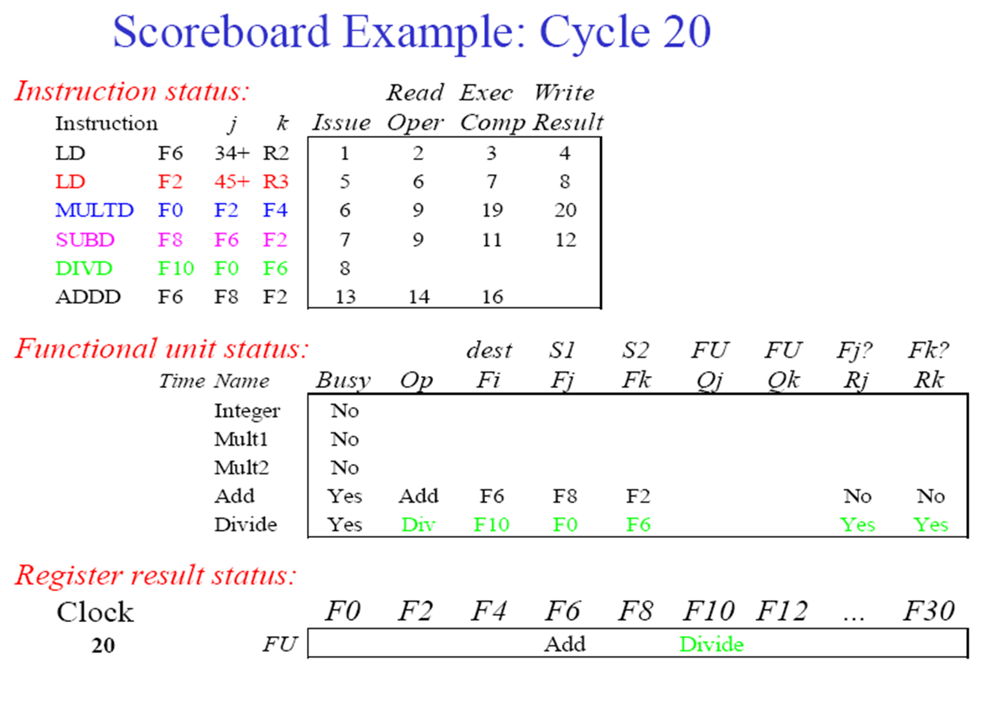 Scoreboard Example: Cycle 20
Instruction status: Read Exec Write
Instruction j k Issue Oper Comp Result
LD F6 34+ R2 1 2 3 4
LD F2 45+ R3 5 6 7 8
MULTD F0 F2 F4 6 9 19 20
SUBD F8 F6 F2 7 9 11 12
DIVD F10 F0 F6 8
ADDD F6 F8 F2 13 14 16
Functional unit status: dest S1 S2 FU FU Fj? Fk?
Time Name Busy Op Fi Fj Fk Qj Qk Rj Rk
Integer No
Mult1 No
Mult2 No
Add Yes Add F6 F8 F2 No No
Divide Yes Div F10 F0 F6 Yes Yes
Register result status:
Clock F0 F2 F4 F6 F8 F10 F12 ... F30
20 FU Add Divide